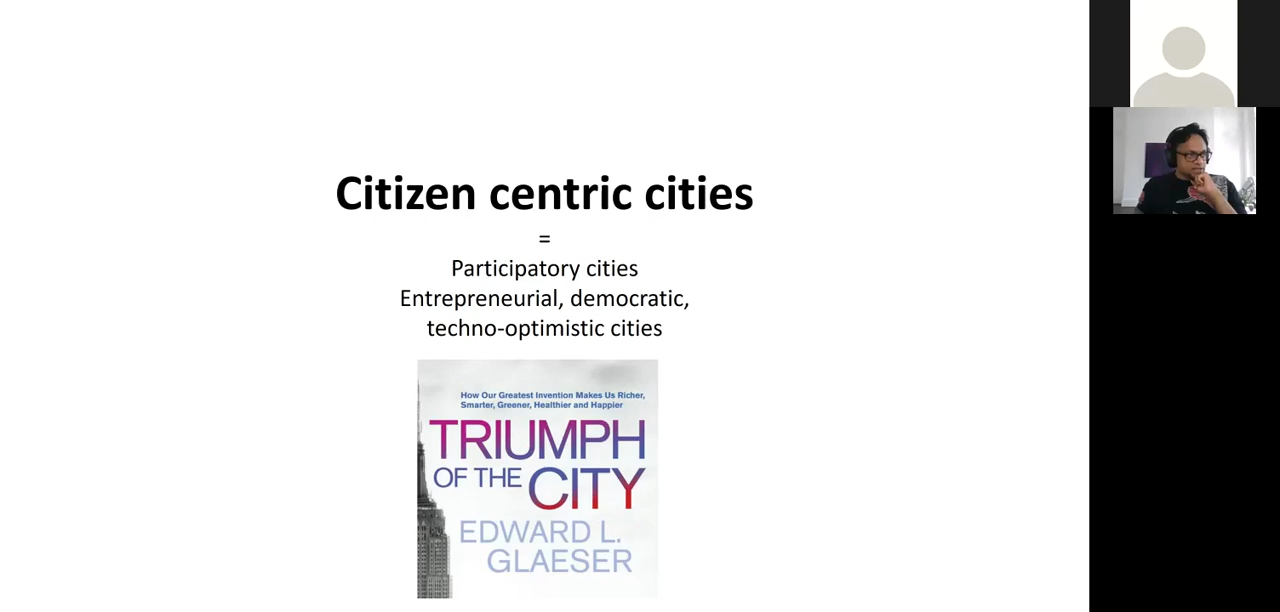 Citizen centric cities
=
Participatory cities
Entrepreneurial, democratic,
techno-optimistic cities
How Our Greatest Invention Makes Us Richer,
Smarter, Greener, Healthier and Happier
TRIUMPH
OF THE CITY
EDWARD L.
GLAESER